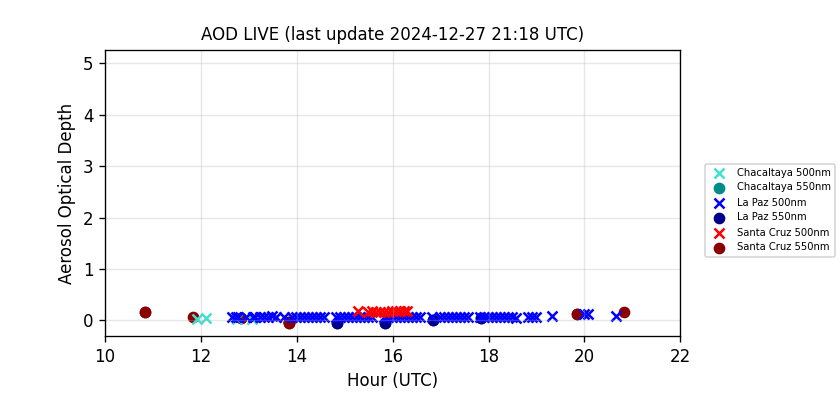 AOD LIVE (last update 2024-12-27 21:18 UTC)
Aerosol Optical Depth
5
4
3
2
1
0
10 12 14 16 18 20 22
Hour (UTC)
Chacaltaya 500nm
Chacaltaya 550nm
La Paz 500nm
La Paz 550nm
Santa Cruz 500nm
Santa Cruz 550nm